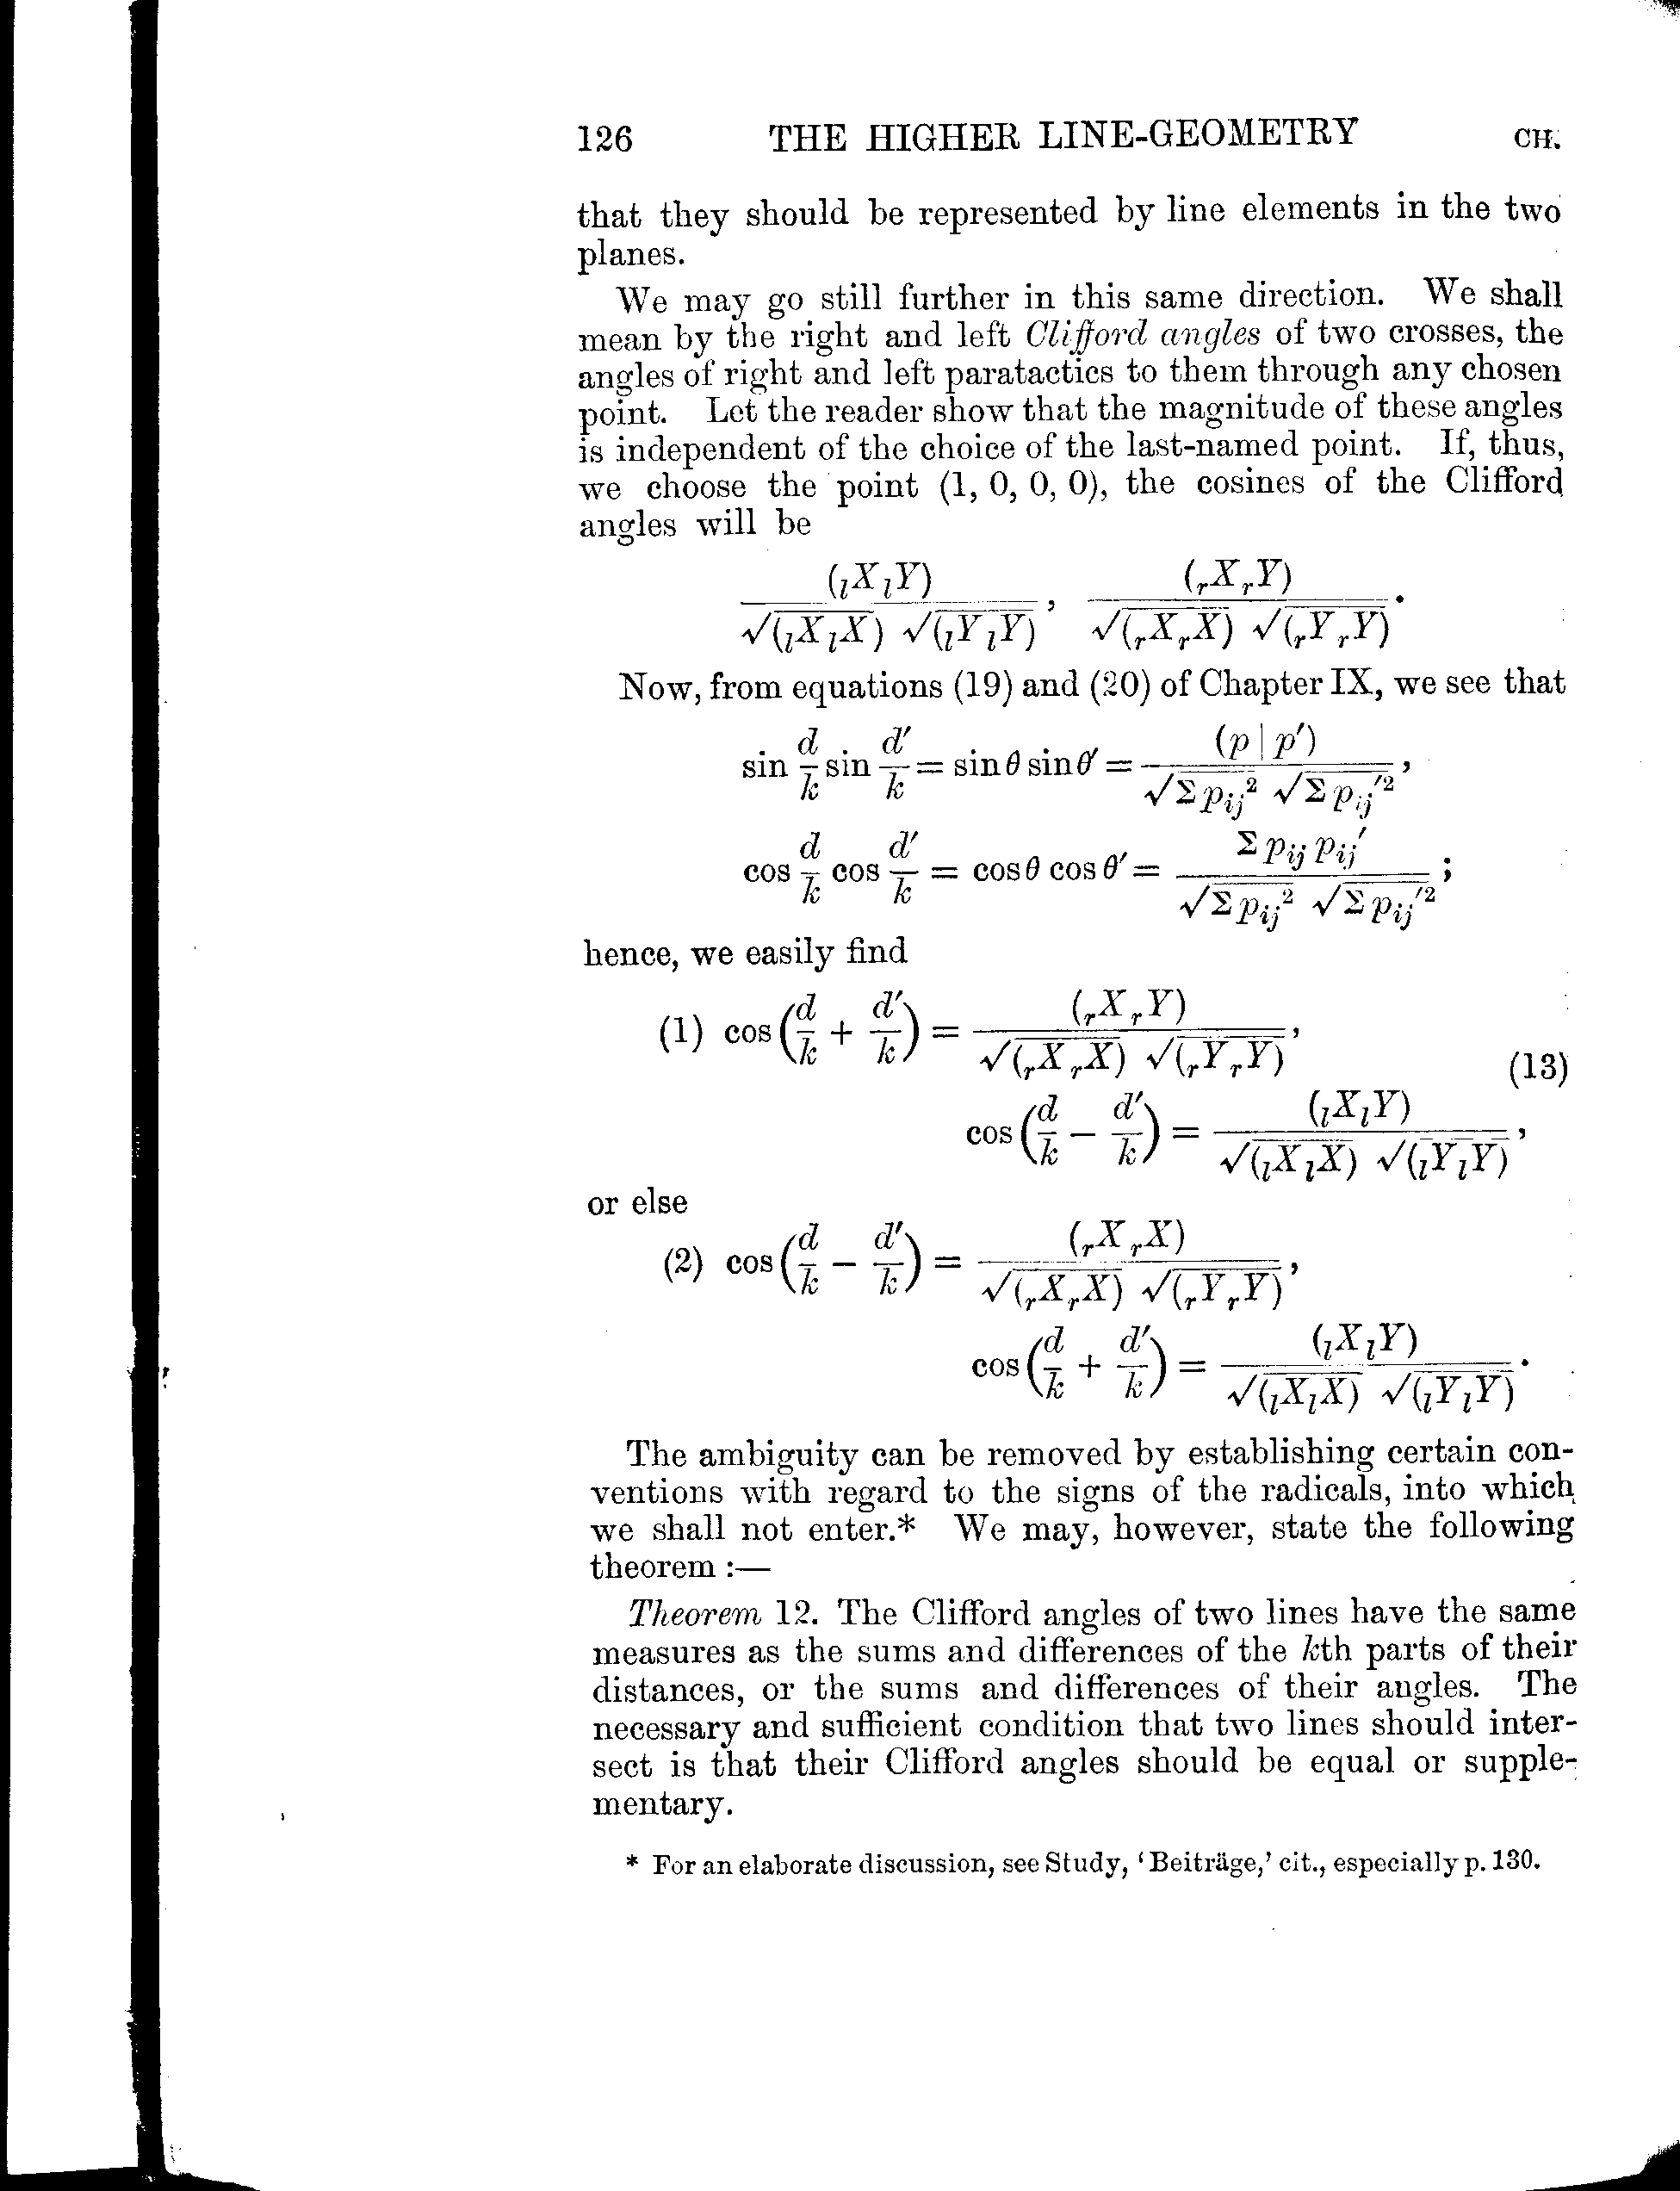 126 THE HIGHER LINE-GEOMETRY CH.
that they should be represented by line elements in the two
planes.
We may go still further in this same direction. We shall
mean by the right and left Clifford angles of two crosses, the
angles of right and left paratactics to them through any chosen
point. Let the reader show that the magnitude of these angles
is independent of the choice of the last-named point. If, thus,
we choose the point (1, 0, 0, 0), the cosines of the Clifford
angles will be
$\frac{({}_lX{}_lY)}{\sqrt{({}_lX{}_lX)}\sqrt{({}_lY{}_lY)}}, \quad \frac{({}_rX{}_rY)}{\sqrt{({}_rX{}_rX)}\sqrt{({}_rY{}_rY)}}.$
Now, from equations (19) and (20) of Chapter IX, we see that
$\sin\frac{d}{k}\sin\frac{d'}{k} = \sin\theta\sin\theta' = \frac{(p\,|\,p')}{\sqrt{\Sigma p_{ij}^2}\sqrt{\Sigma p_{ij}'^2}},$
$\cos\frac{d}{k}\cos\frac{d'}{k} = \cos\theta\cos\theta' = \frac{\Sigma p_{ij}p_{ij}'}{\sqrt{\Sigma p_{ij}^2}\sqrt{\Sigma p_{ij}'^2}};$
hence, we easily find
(1) $\cos\left(\frac{d}{k} + \frac{d'}{k}\right) = \frac{({}_rX{}_rY)}{\sqrt{({}_rX{}_rX)}\sqrt{({}_rY{}_rY)}},$
(13)
$\cos\left(\frac{d}{k} - \frac{d'}{k}\right) = \frac{({}_lX{}_lY)}{\sqrt{({}_lX{}_lX)}\sqrt{({}_lY{}_lY)}},$
or else
(2) $\cos\left(\frac{d}{k} - \frac{d'}{k}\right) = \frac{({}_rX{}_rX)}{\sqrt{({}_rX{}_rX)}\sqrt{({}_rY{}_rY)}},$
$\cos\left(\frac{d}{k} + \frac{d'}{k}\right) = \frac{({}_lX{}_lY)}{\sqrt{({}_lX{}_lX)}\sqrt{({}_lY{}_lY)}}.$
The ambiguity can be removed by establishing certain con-
ventions with regard to the signs of the radicals, into which
we shall not enter.* We may, however, state the following
theorem :—
Theorem 12. The Clifford angles of two lines have the same
measures as the sums and differences of the kth parts of their
distances, or the sums and differences of their angles. The
necessary and sufficient condition that two lines should inter-
sect is that their Clifford angles should be equal or supple-
mentary.
* For an elaborate discussion, see Study, ‘Beiträge,’ cit., especially p. 130.